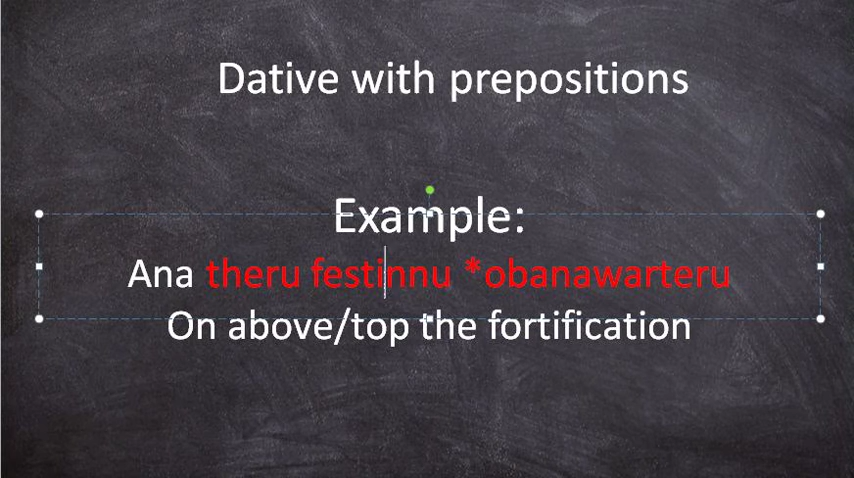 Dative with prepositions
Example:
Ana theru festinnu *obanawarteru
On above/top the fortification